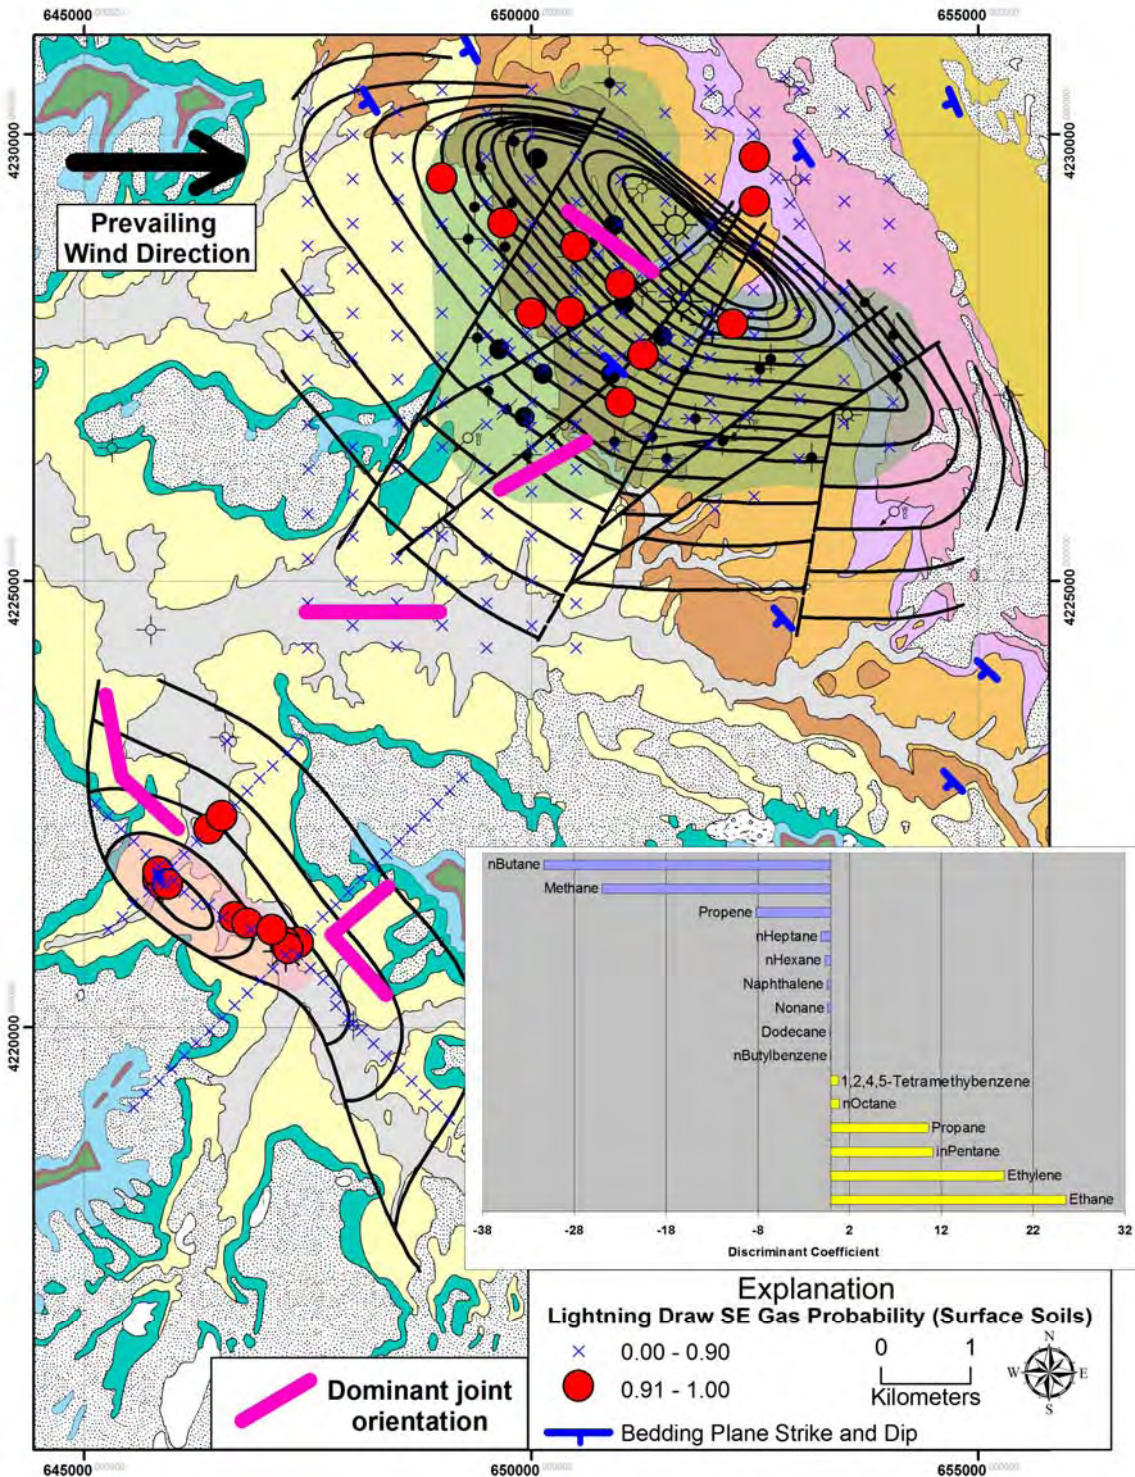 645000
650000
655000
4230000
4230000
Prevailing
Wind Direction
4225000
4225000
4220000
nButane
Methane
Propene
nHeptane
nHexane
Naphthalene
Nonane
Dodecane
nButylbenzene
1,2,4,5-Tetramethybenzene
nOctane
Propane
inPentane
Ethylene
Ethane
-38 -28 -18 -8 2 12 22 32
Discriminant Coefficient
Explanation
Lightning Draw SE Gas Probability (Surface Soils)
0.00 - 0.90
0.91 - 1.00
0 1
Kilometers
N
W E
S
Bedding Plane Strike and Dip
Dominant joint
orientation
645000
650000
655000